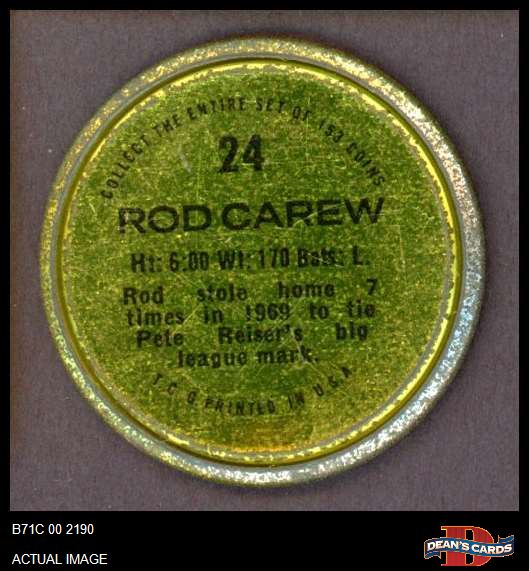 COLLECT THE ENTIRE SET OF 153 COINS
24
ROD CAREW
Ht: 6.00 Wt: 170 Bats: L.
Rod stole home 7
times in 1969 to tie
Pete Reiser's big
league mark.
T.C.G. PRINTED IN U.S.A.
B71C 00 2190
ACTUAL IMAGE
D
DEAN'S CARDS